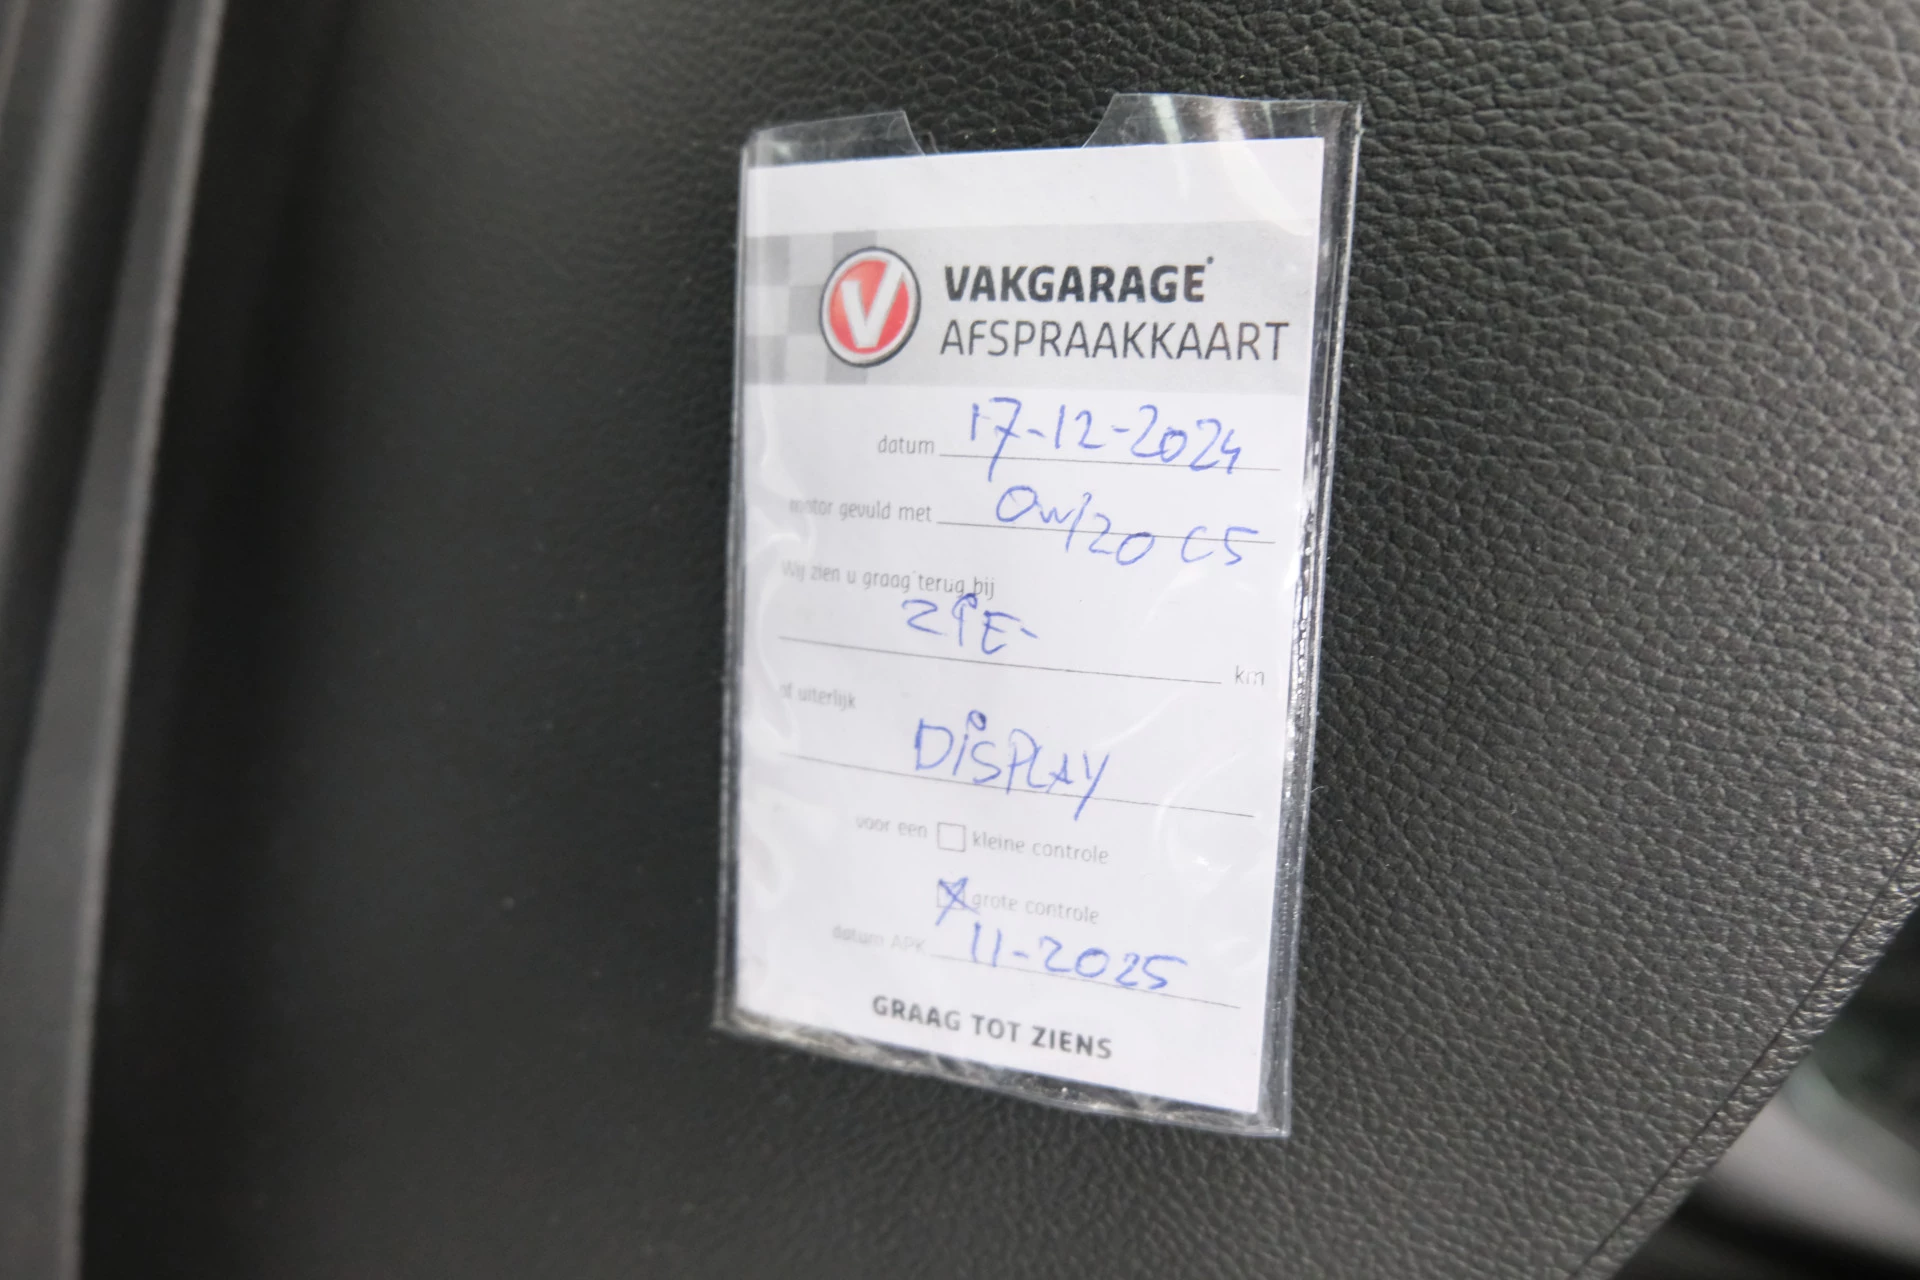 V VAKGARAGE
AFSPRAAKKAART
datum 17-12-2024
motor gevuld met 0w/20 C5
Wij zien u graag terug bij
ZIE- km
of uiterlijk
DISPLAY
voor een kleine controle
X grote controle
datum APK 11-2025
GRAAG TOT ZIENS